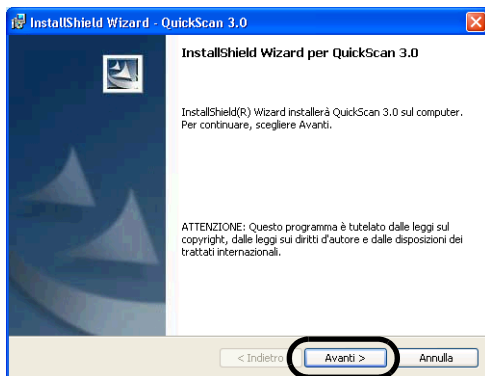 InstallShield Wizard - QuickScan 3.0
InstallShield Wizard per QuickScan 3.0
InstallShield(R) Wizard installerà QuickScan 3.0 sul computer.
Per continuare, scegliere Avanti.
ATTENZIONE: Questo programma è tutelato dalle leggi sul
copyright, dalle leggi sui diritti d'autore e dalle disposizioni dei
trattati internazionali.
< Indietro
Avanti >
Annulla